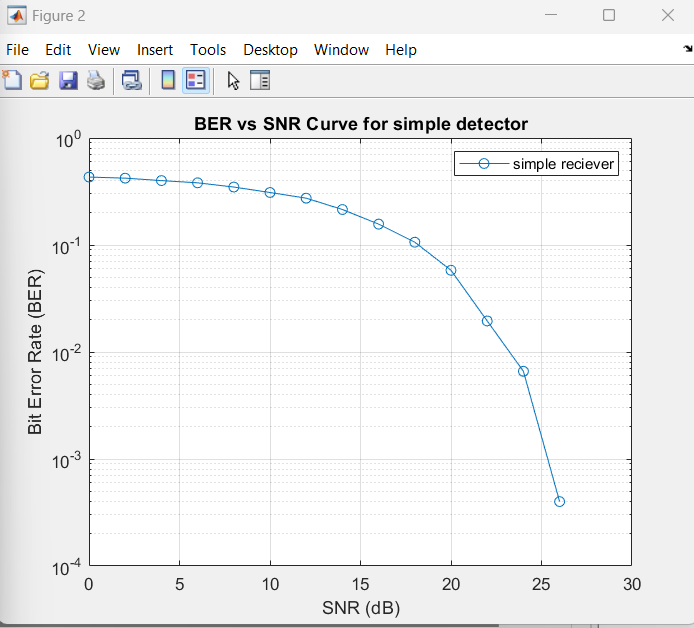 Figure 2
File Edit View Insert Tools Desktop Window Help
BER vs SNR Curve for simple detector
simple reciever
10^0
10^-1
10^-2
10^-3
10^-4
Bit Error Rate (BER)
0 5 10 15 20 25 30
SNR (dB)